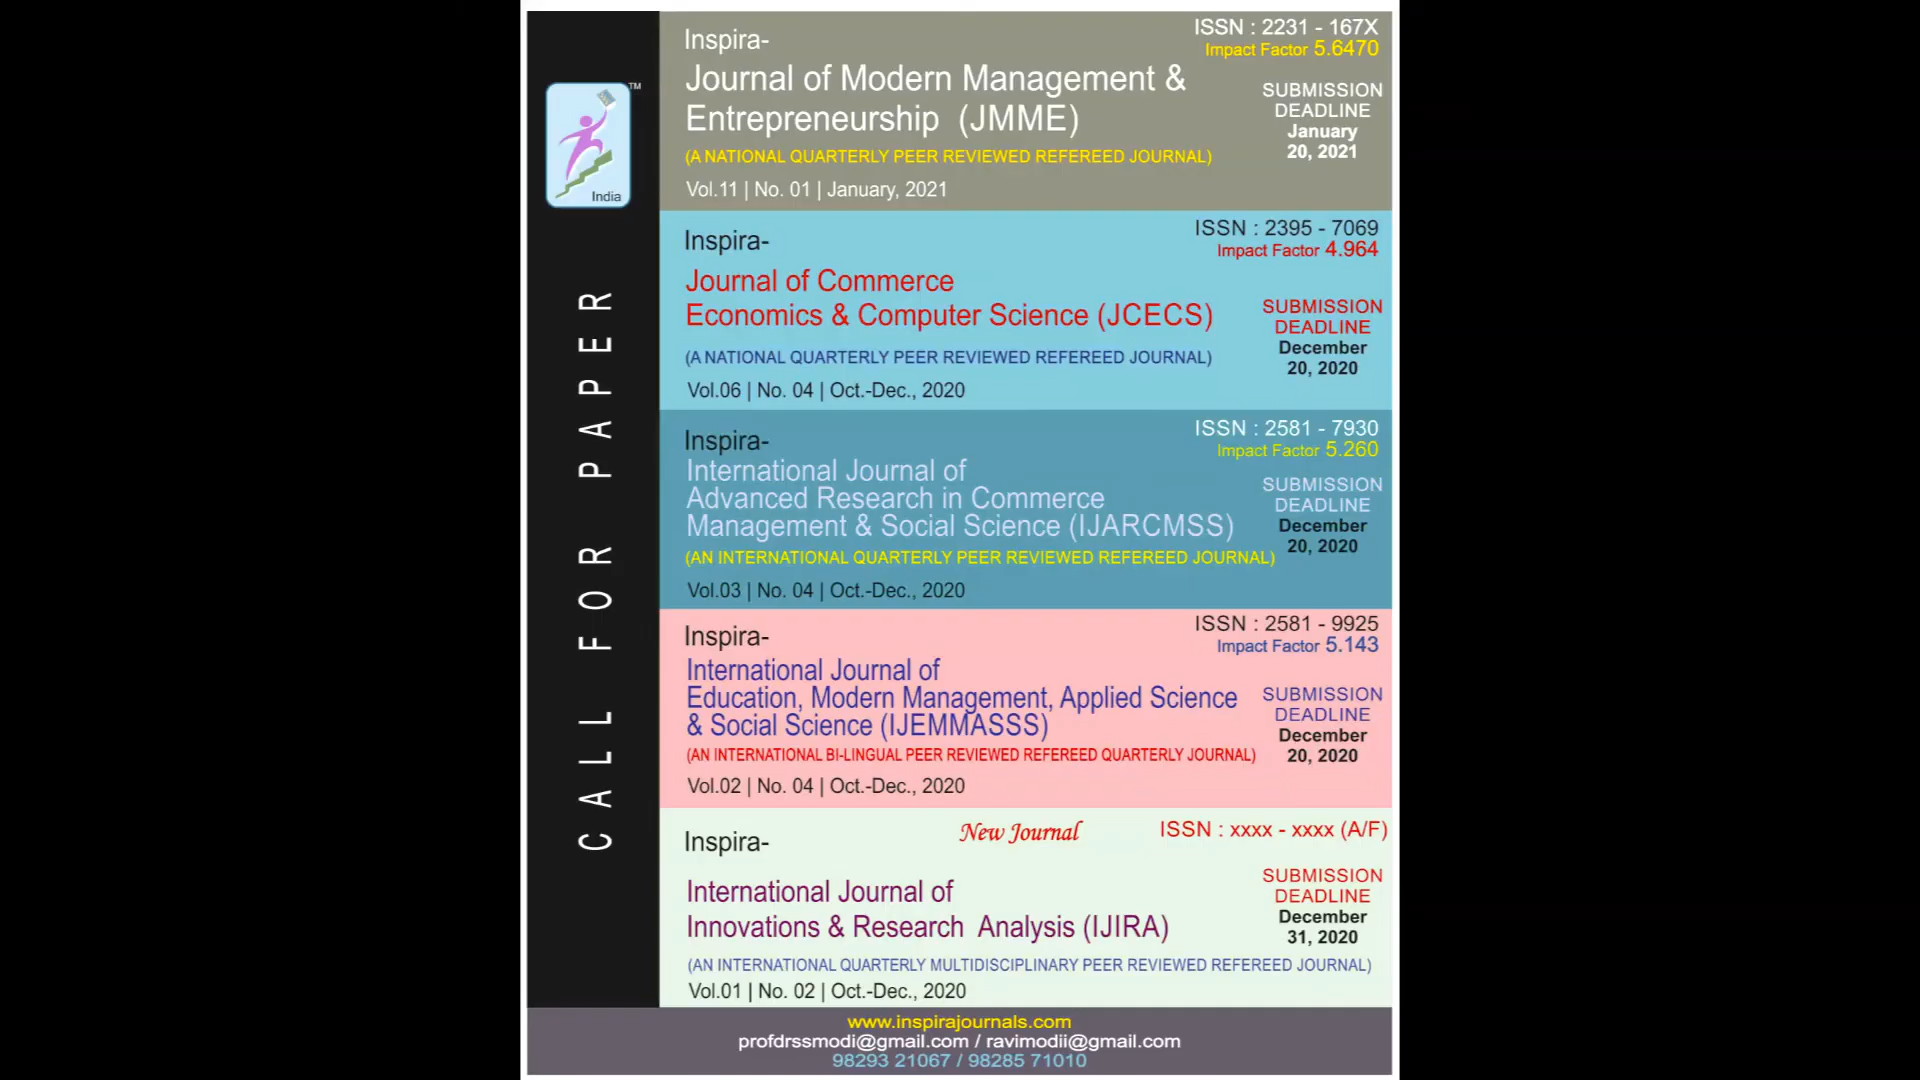 CALL FOR PAPER
TM
India
Inspira-
ISSN : 2231 - 167X
Impact Factor 5.6470
Journal of Modern Management &
Entrepreneurship (JMME)
SUBMISSION
DEADLINE
January
20, 2021
(A NATIONAL QUARTERLY PEER REVIEWED REFEREED JOURNAL)
Vol.11 | No. 01 | January, 2021
Inspira-
ISSN : 2395 - 7069
Impact Factor 4.964
Journal of Commerce
Economics & Computer Science (JCECS)
SUBMISSION
DEADLINE
December
20, 2020
(A NATIONAL QUARTERLY PEER REVIEWED REFEREED JOURNAL)
Vol.06 | No. 04 | Oct.-Dec., 2020
Inspira-
ISSN : 2581 - 7930
Impact Factor 5.260
International Journal of
Advanced Research in Commerce
Management & Social Science (IJARCMSS)
SUBMISSION
DEADLINE
December
20, 2020
(AN INTERNATIONAL QUARTERLY PEER REVIEWED REFEREED JOURNAL)
Vol.03 | No. 04 | Oct.-Dec., 2020
Inspira-
ISSN : 2581 - 9925
Impact Factor 5.143
International Journal of
Education, Modern Management, Applied Science
& Social Science (IJEMMASSS)
SUBMISSION
DEADLINE
December
20, 2020
(AN INTERNATIONAL BI-LINGUAL PEER REVIEWED REFEREED QUARTERLY JOURNAL)
Vol.02 | No. 04 | Oct.-Dec., 2020
Inspira-
New Journal
ISSN : xxxx - xxxx (A/F)
International Journal of
Innovations & Research Analysis (IJIRA)
SUBMISSION
DEADLINE
December
31, 2020
(AN INTERNATIONAL QUARTERLY MULTIDISCIPLINARY PEER REVIEWED REFEREED JOURNAL)
Vol.01 | No. 02 | Oct.-Dec., 2020
www.inspirajournals.com
profdrssmodi@gmail.com / ravimodii@gmail.com
98293 21067 / 98285 71010